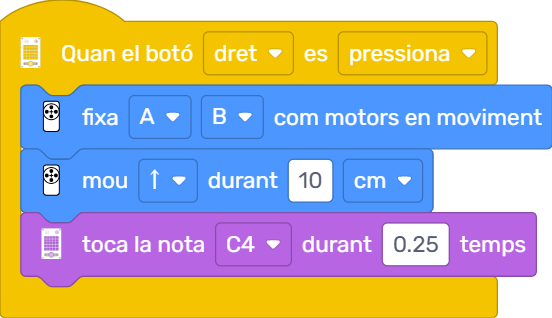 Quan el botó dret es pressiona
fixa A B com motors en moviment
mou ↑ durant 10 cm
toca la nota C4 durant 0.25 temps